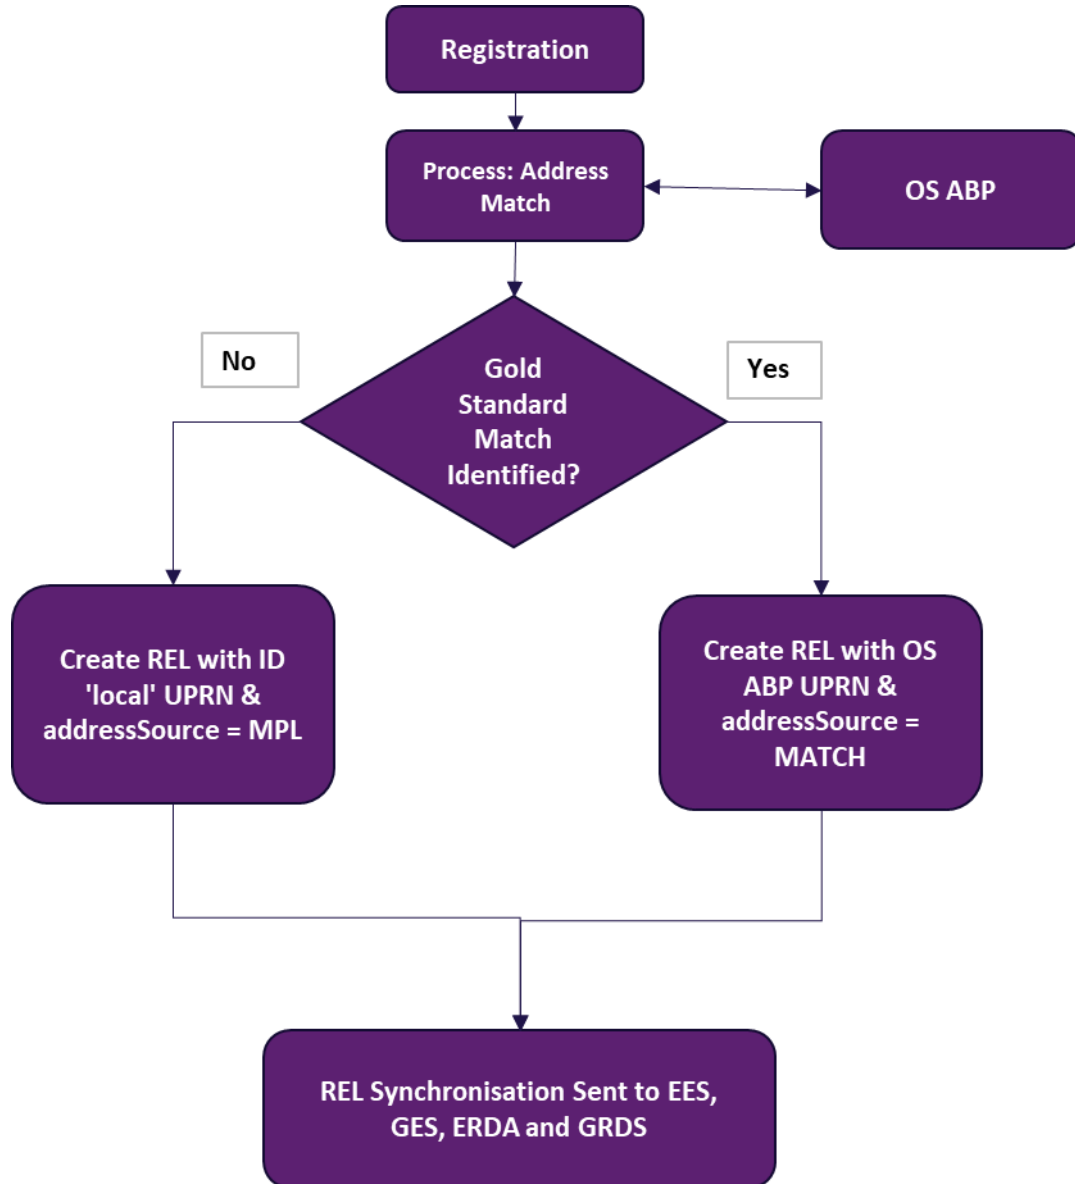 Registration
Process: Address
Match
OS ABP
Gold
Standard
Match
Identified?
No
Yes
Create REL with ID
'local' UPRN &
addressSource = MPL
Create REL with OS
ABP UPRN &
addressSource =
MATCH
REL Synchronisation Sent to EES,
GES, ERDA and GRDS